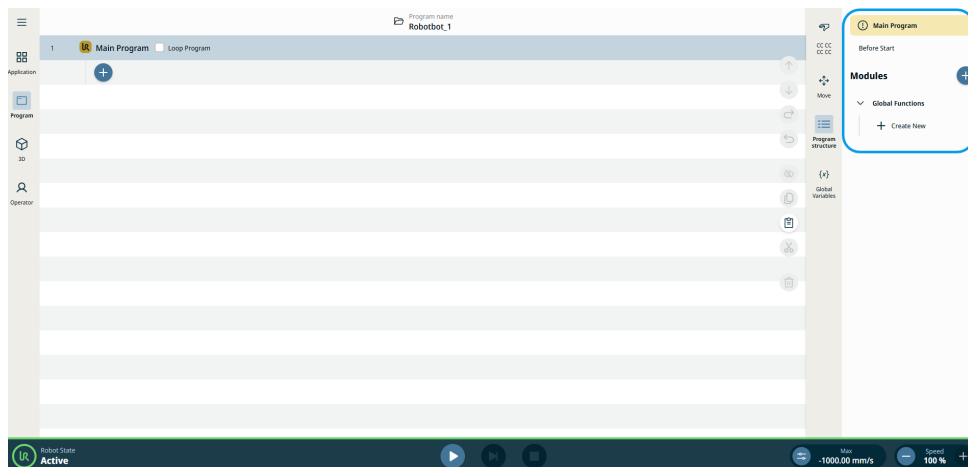 Program name
Robotbot_1
Application
Program
3D
Operator
1 UR Main Program Loop Program
CC CC
CC CC
Move
Program
structure
{x}
Global
Variables
Main Program
Before Start
Modules
Global Functions
Create New
UR
Robot State
Active
Max
-1000.00 mm/s
Speed
100 %